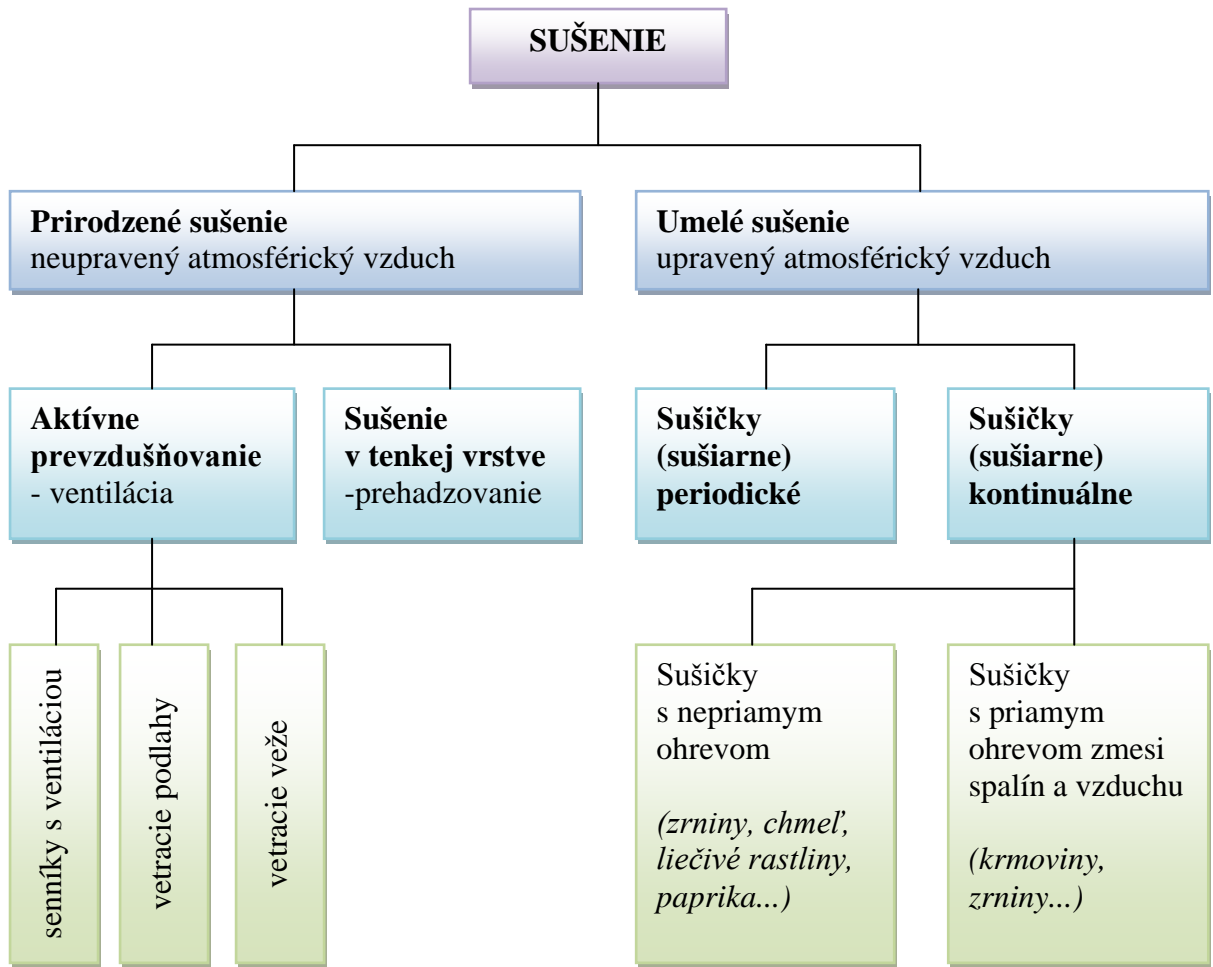 SUŠENIE
Prirodzené sušenie
neupravený atmosférický vzduch
Umelé sušenie
upravený atmosférický vzduch
Aktívne
prevzdušňovanie
- ventilácia
Sušenie
v tenkej vrstve
-prehadzovanie
Sušičky
(sušiarne)
periodické
Sušičky
(sušiarne)
kontinuálne
senníky s ventiláciou
vetracie podlahy
vetracie veže
Sušičky
s nepriamym
ohrevom
(zrniny, chmeľ,
liečivé rastliny,
paprika...)
Sušičky
s priamym
ohrevom zmesi
spalín a vzduchu
(krmoviny,
zrniny...)